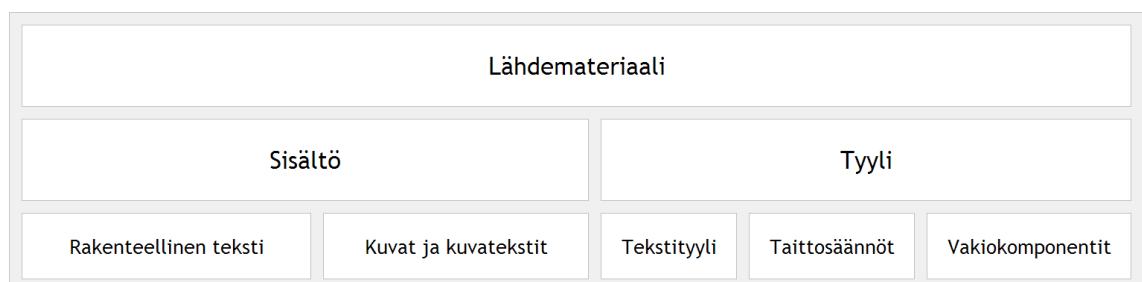 Lähdemateriaali
Sisältö
Tyyli
Rakenteellinen teksti
Kuvat ja kuvatekstit
Tekstityyli
Taittosäännöt
Vakiokomponentit